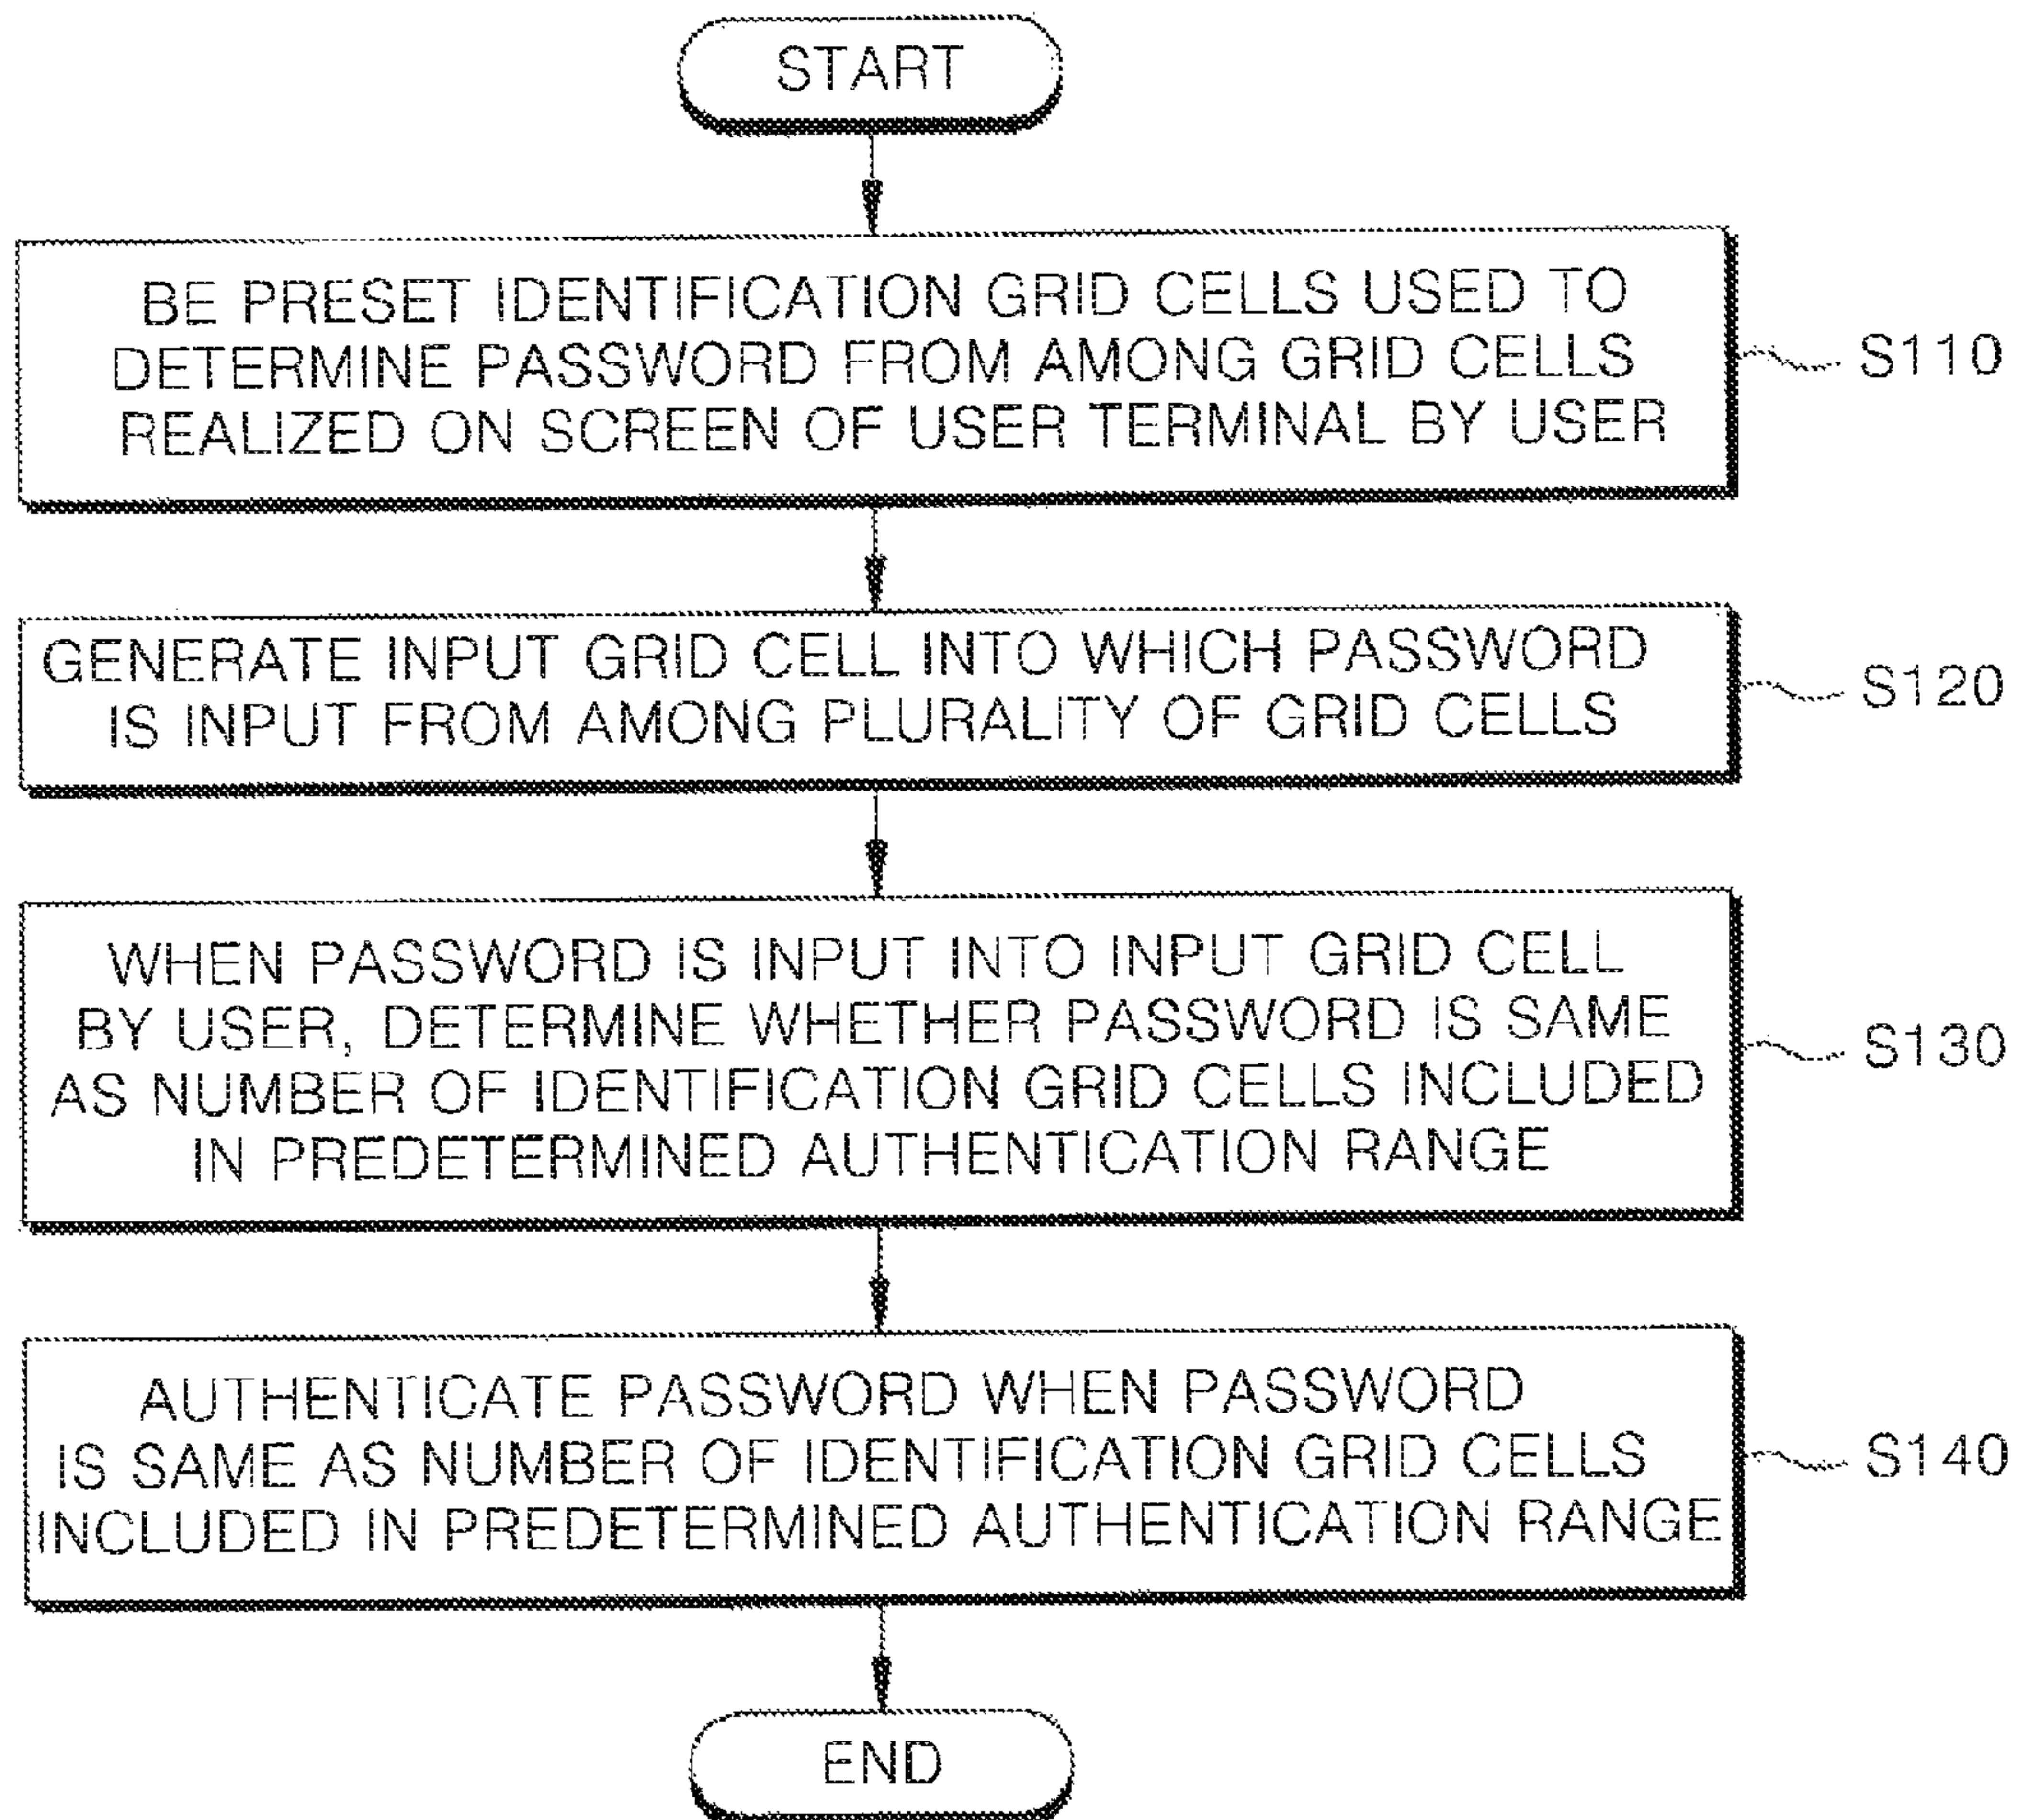 START
BE PRESET IDENTIFICATION GRID CELLS USED TO
DETERMINE PASSWORD FROM AMONG GRID CELLS
REALIZED ON SCREEN OF USER TERMINAL BY USER
S110
GENERATE INPUT GRID CELL INTO WHICH PASSWORD
IS INPUT FROM AMONG PLURALITY OF GRID CELLS
S120
WHEN PASSWORD IS INPUT INTO INPUT GRID CELL
BY USER, DETERMINE WHETHER PASSWORD IS SAME
AS NUMBER OF IDENTIFICATION GRID CELLS INCLUDED
IN PREDETERMINED AUTHENTICATION RANGE
S130
AUTHENTICATE PASSWORD WHEN PASSWORD
IS SAME AS NUMBER OF IDENTIFICATION GRID CELLS
INCLUDED IN PREDETERMINED AUTHENTICATION RANGE
S140
END